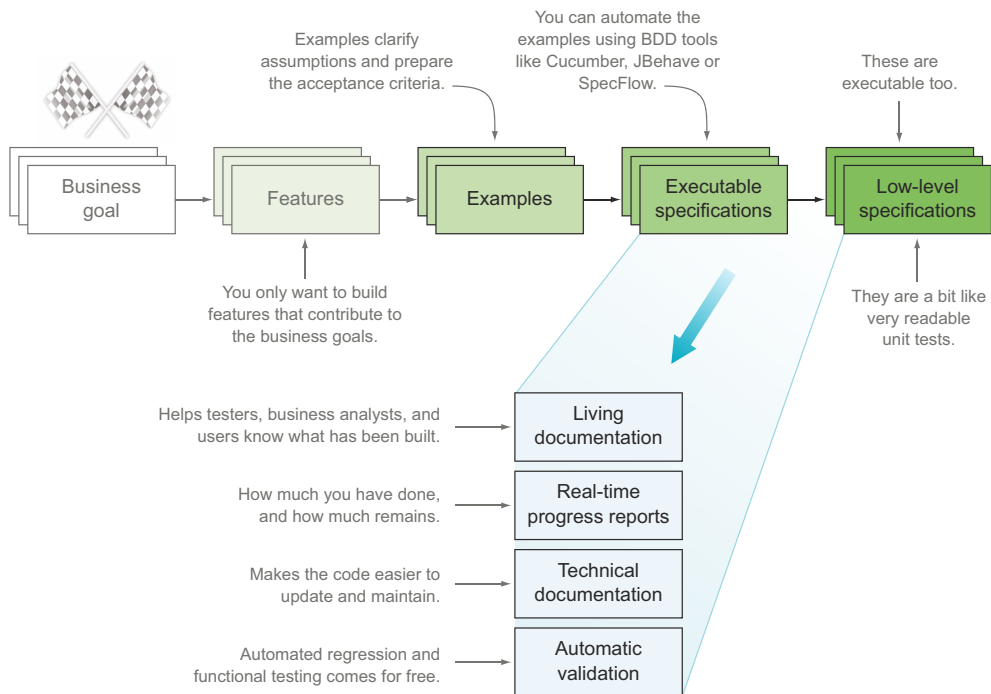 Examples clarify
assumptions and prepare
the acceptance criteria.
You can automate the
examples using BDD tools
like Cucumber, JBehave or
SpecFlow.
These are
executable too.
Business
goal
Features
Examples
Executable
specifications
Low-level
specifications
You only want to build
features that contribute to
the business goals.
They are a bit like
very readable
unit tests.
Helps testers, business analysts, and
users know what has been built.
Living
documentation
How much you have done,
and how much remains.
Real-time
progress reports
Makes the code easier to
update and maintain.
Technical
documentation
Automated regression and
functional testing comes for free.
Automatic
validation